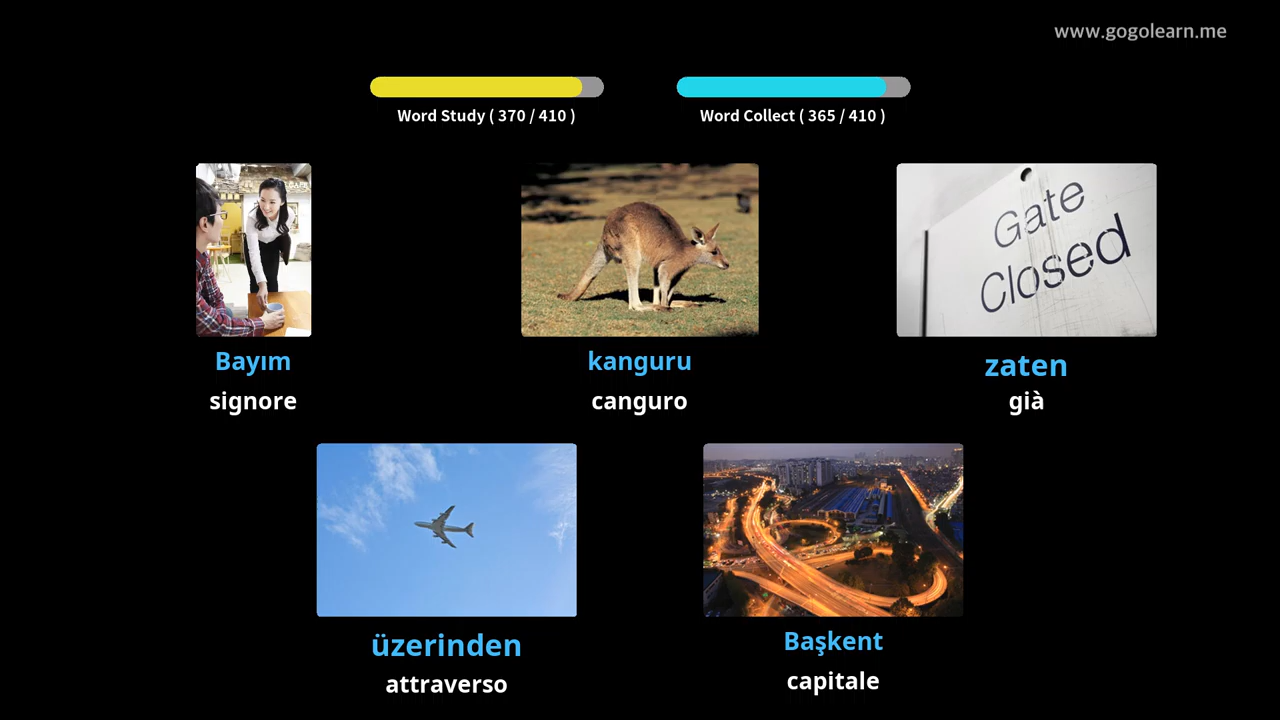 www.gogolearn.me
Word Study ( 370 / 410 )
Word Collect ( 365 / 410 )
Gate
Closed
Bayım
signore
kanguru
canguro
zaten
già
üzerinden
attraverso
Başkent
capitale